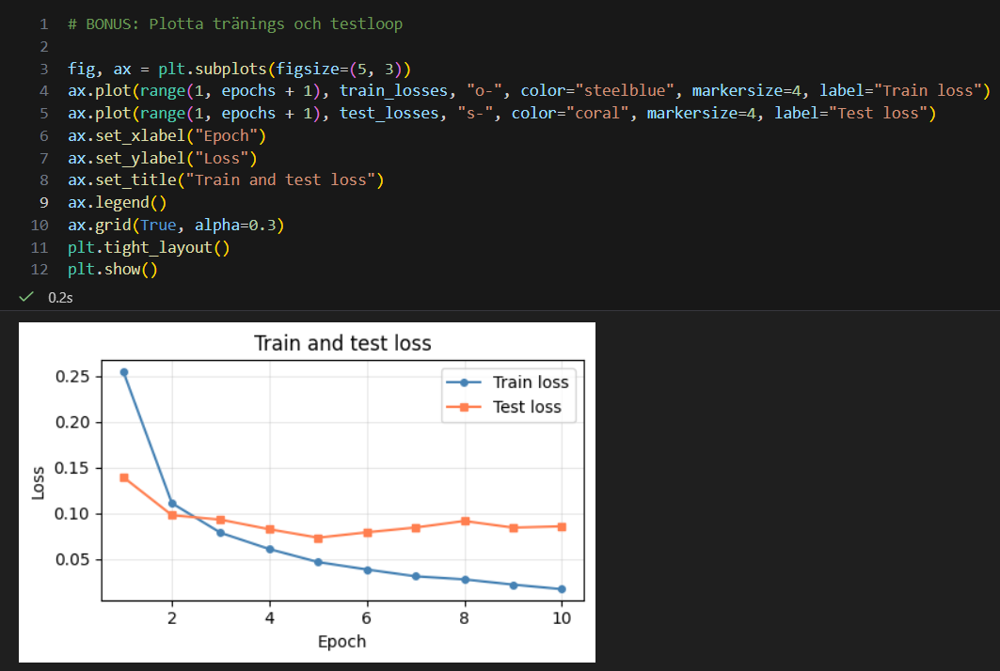 1 # BONUS: Plotta tränings och testloop
2
3 fig, ax = plt.subplots(figsize=(5, 3))
4 ax.plot(range(1, epochs + 1), train_losses, "o-", color="steelblue", markersize=4, label="Train loss")
5 ax.plot(range(1, epochs + 1), test_losses, "s-", color="coral", markersize=4, label="Test loss")
6 ax.set_xlabel("Epoch")
7 ax.set_ylabel("Loss")
8 ax.set_title("Train and test loss")
9 ax.legend()
10 ax.grid(True, alpha=0.3)
11 plt.tight_layout()
12 plt.show()
0.2s
Train and test loss
Train loss
Test loss
Loss
0.25
0.20
0.15
0.10
0.05
2 4 6 8 10
Epoch